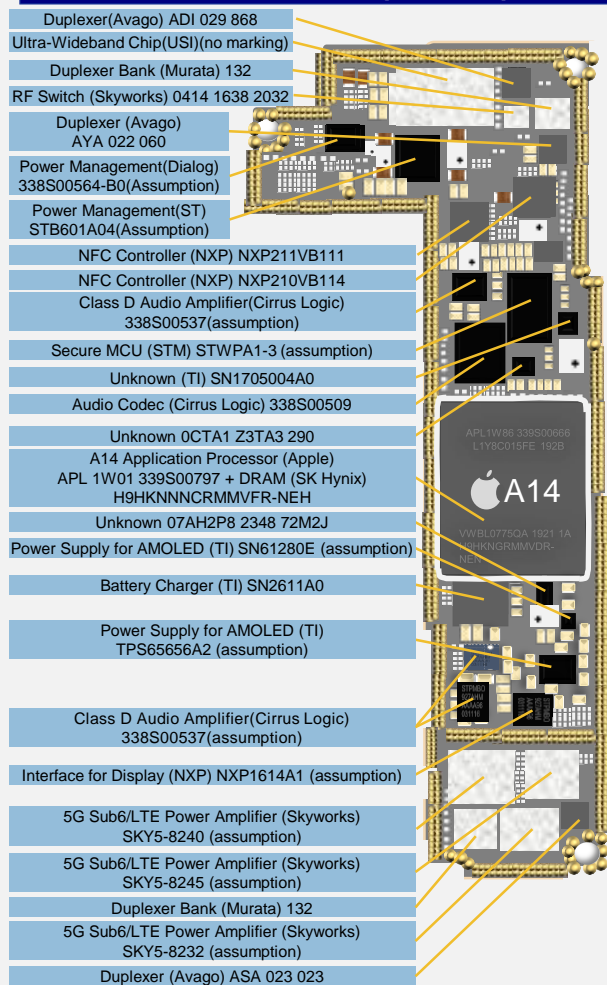 Duplexer(Avago) ADI 029 868
Ultra-Wideband Chip(USI)(no marking)
Duplexer Bank (Murata) 132
RF Switch (Skyworks) 0414 1638 2032
Duplexer (Avago)
AYA 022 060
Power Management(Dialog)
338S00564-B0(Assumption)
Power Management(ST)
STB601A04(Assumption)
NFC Controller (NXP) NXP211VB111
NFC Controller (NXP) NXP210VB114
Class D Audio Amplifier(Cirrus Logic)
338S00537(assumption)
Secure MCU (STM) STWPA1-3 (assumption)
Unknown (TI) SN1705004A0
Audio Codec (Cirrus Logic) 338S00509
Unknown 0CTA1 Z3TA3 290
A14 Application Processor (Apple)
APL 1W01 339S00797 + DRAM (SK Hynix)
H9HKNNNCRMMVFR-NEH
Unknown 07AH2P8 2348 72M2J
Power Supply for AMOLED (TI) SN61280E (assumption)
Battery Charger (TI) SN2611A0
Power Supply for AMOLED (TI)
TPS65656A2 (assumption)
Class D Audio Amplifier(Cirrus Logic)
338S00537(assumption)
Interface for Display (NXP) NXP1614A1 (assumption)
5G Sub6/LTE Power Amplifier (Skyworks)
SKY5-8240 (assumption)
5G Sub6/LTE Power Amplifier (Skyworks)
SKY5-8245 (assumption)
Duplexer Bank (Murata) 132
5G Sub6/LTE Power Amplifier (Skyworks)
SKY5-8232 (assumption)
Duplexer (Avago) ASA 023 023
APL1W86 339S00666
L1Y8C015FE 192B
A14
VWBL0775QA 1921 1A
H9HKNGRMMVDR-
NEH
031116